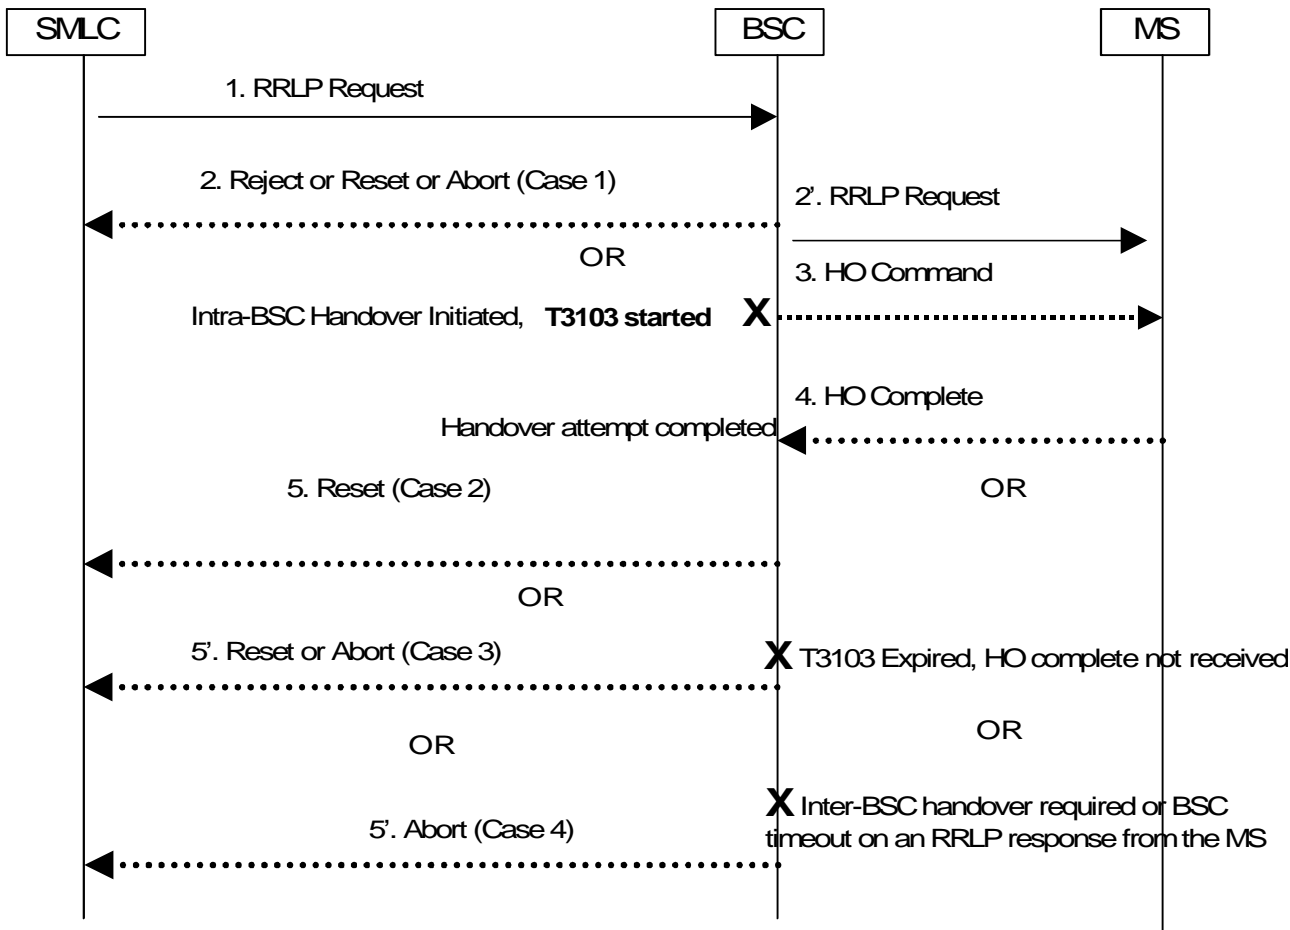 SMLC
BSC
MS
1. RRLP Request
2. Reject or Reset or Abort (Case 1)
2'. RRLP Request
OR
3. HO Command
Intra-BSC Handover Initiated, T3103 started X
4. HO Complete
Handover attempt completed
5. Reset (Case 2)
OR
OR
5'. Reset or Abort (Case 3)
X T3103 Expired, HO complete not received
OR
OR
X Inter-BSC handover required or BSC
timeout on an RRLP response from the MS
5'. Abort (Case 4)